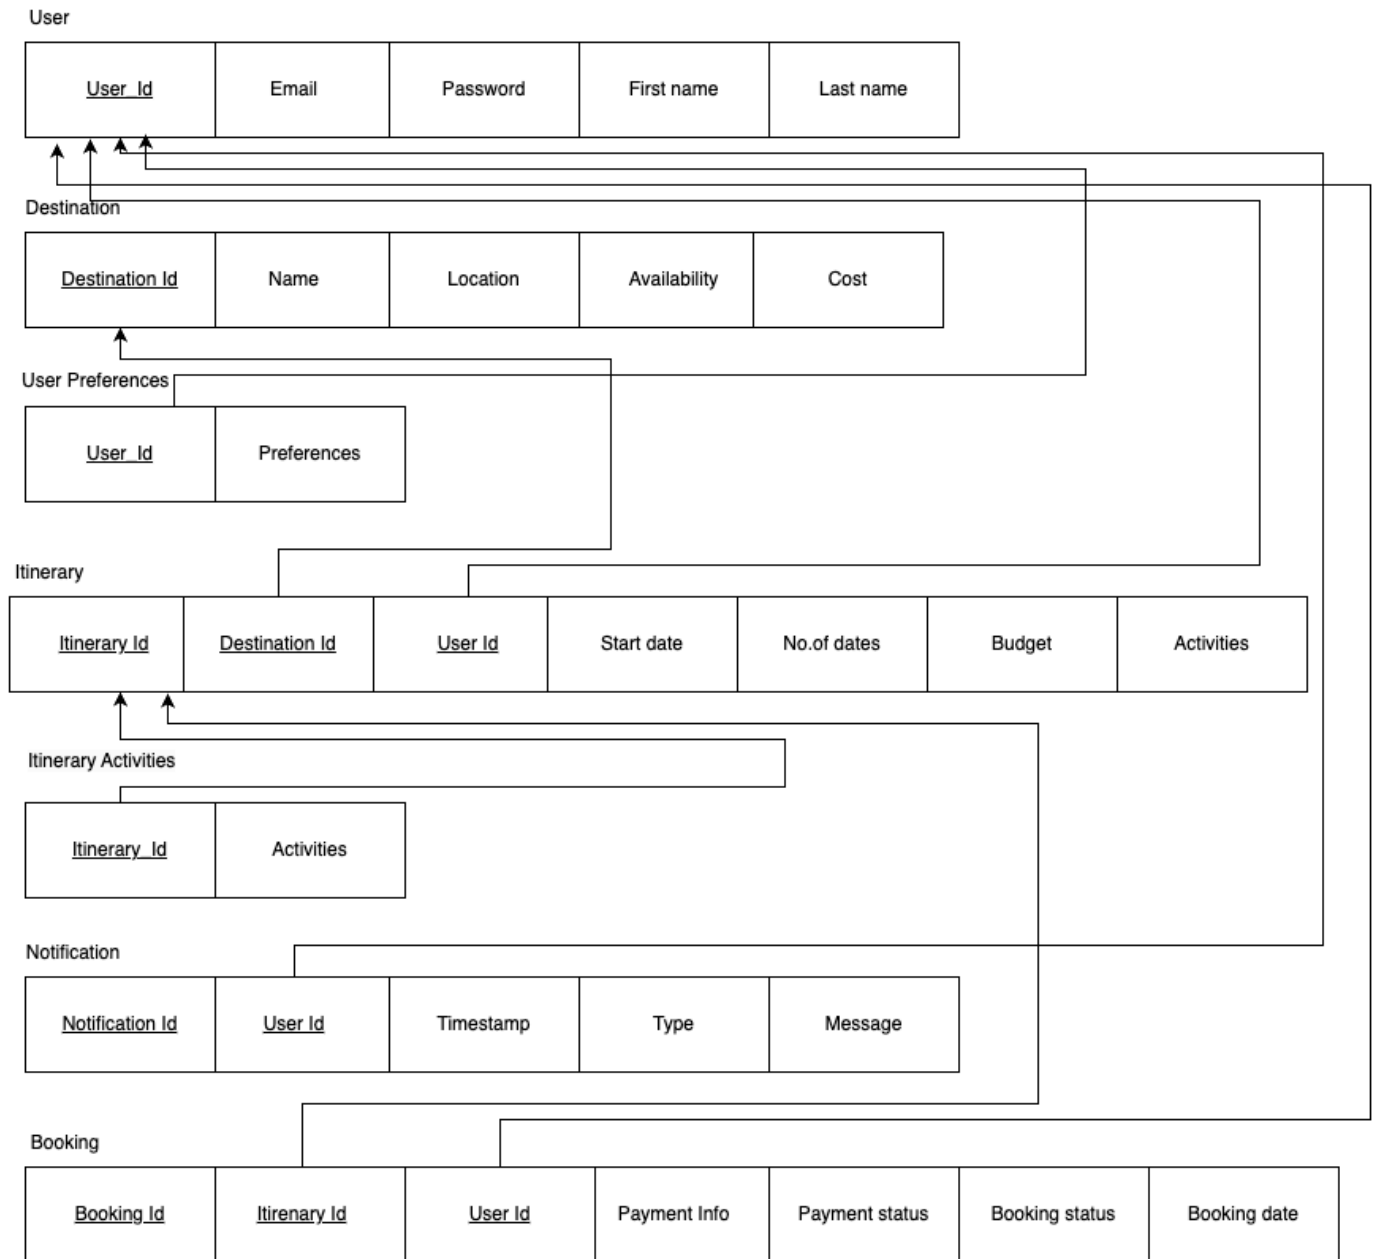 User
User_Id Email Password First name Last name
Destination
Destination Id Name Location Availability Cost
User Preferences
User_Id Preferences
Itinerary
Itinerary Id Destination Id User Id Start date No.of dates Budget Activities
Itinerary Activities
Itinerary_Id Activities
Notification
Notification Id User Id Timestamp Type Message
Booking
Booking Id Itirenary Id User Id Payment Info Payment status Booking status Booking date